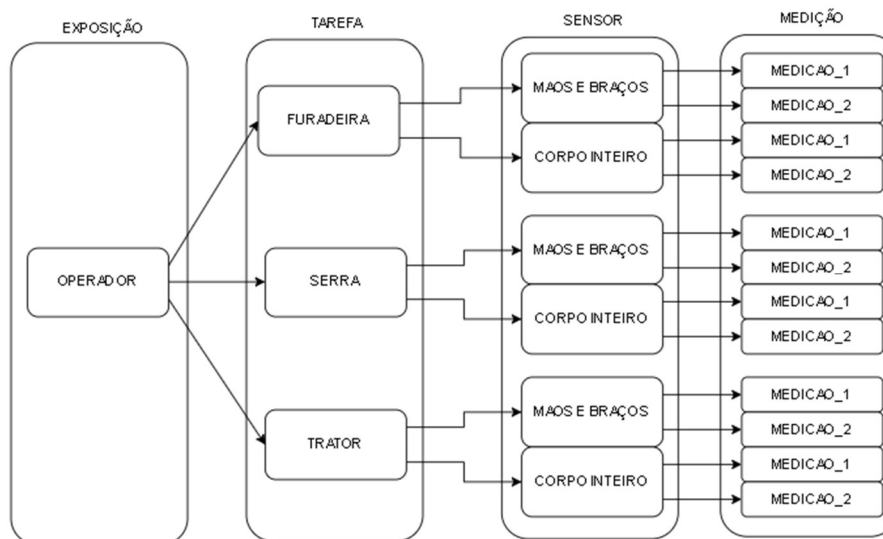 EXPOSIÇÃO
TAREFA
SENSOR
MEDIÇÃO
OPERADOR
FURADEIRA
SERRA
TRATOR
MAOS E BRAÇOS
CORPO INTEIRO
MAOS E BRAÇOS
CORPO INTEIRO
MAOS E BRAÇOS
CORPO INTEIRO
MEDICAO_1
MEDICAO_2
MEDICAO_1
MEDICAO_2
MEDICAO_1
MEDICAO_2
MEDICAO_1
MEDICAO_2
MEDICAO_1
MEDICAO_2
MEDICAO_1
MEDICAO_2